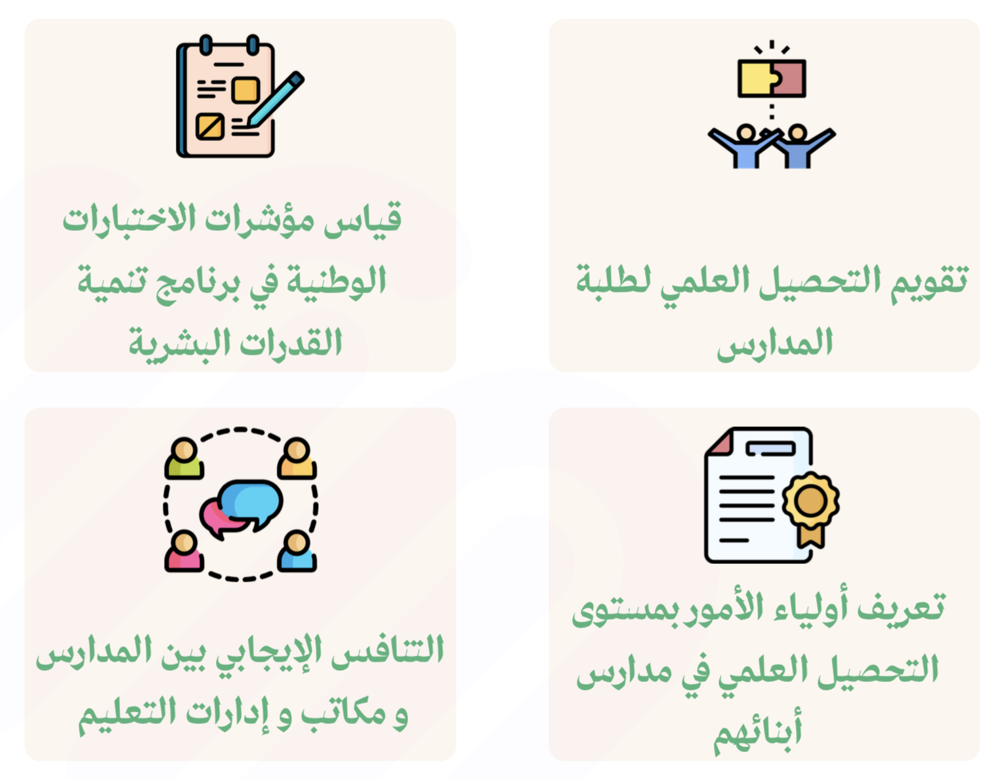 تقويم التحصيل العلمي لطلبة
المدارس
قياس مؤشرات الاختبارات
الوطنية في برنامج تنمية
القدرات البشرية
تعريف أولياء الأمور بمستوى
التحصيل العلمي في مدارس
أبنائهم
التنافس الإيجابي بين المدارس
و مكاتب و إدارات التعليم